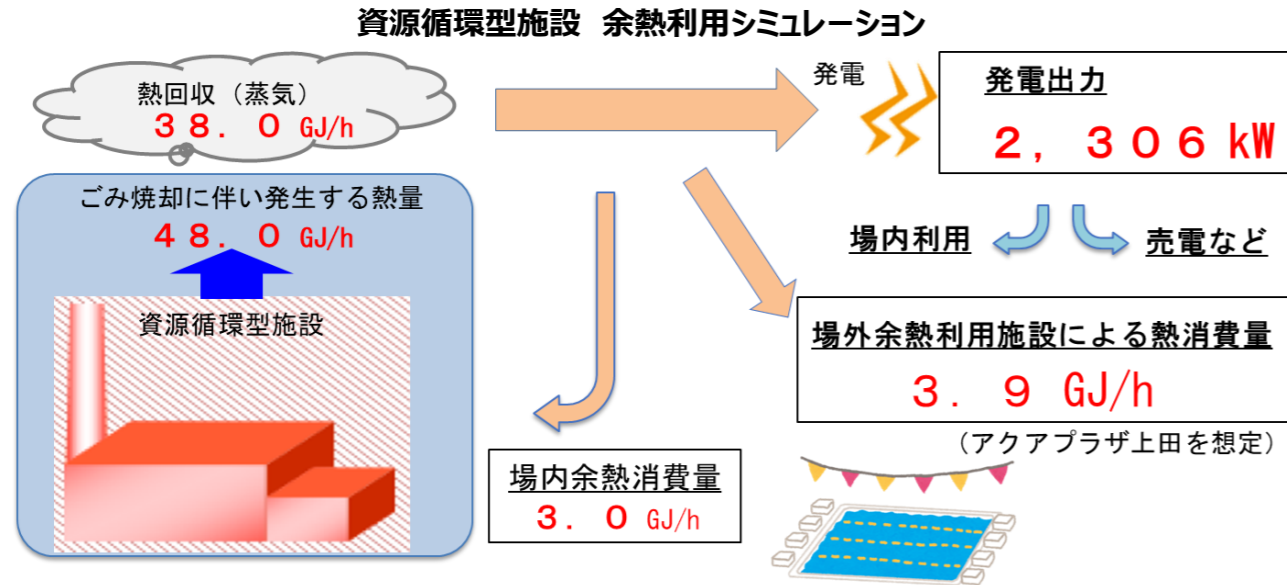 資源循環型施設 余熱利用シミュレーション
熱回収（蒸気）
３８．０ GJ/h
ごみ焼却に伴い発生する熱量
４８．０ GJ/h
資源循環型施設
発電
発電出力
２，３０６ kW
場内利用
売電など
場外余熱利用施設による熱消費量
３．９ GJ/h
（アクアプラザ上田を想定）
場内余熱消費量
３．０ GJ/h